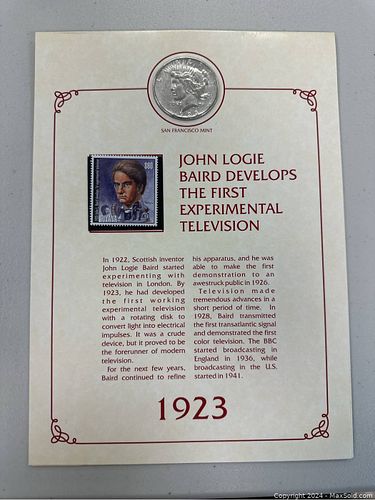 SAN FRANCISCO MINT
JOHN LOGIE
BAIRD DEVELOPS
THE FIRST
EXPERIMENTAL
TELEVISION
In 1922, Scottish inventor
John Logie Baird started
experimenting with
television in London. By
1923, he had developed
the first working
experimental television
with a rotating disk to
convert light into electrical
impulses. It was a crude
device, but it proved to be
the forerunner of modern
television.
For the next few years,
Baird continued to refine
his apparatus, and he was
able to make the first
demonstration to an
awestruck public in 1926.
Television made
tremendous advances in a
short period of time. In
1928, Baird transmitted
the first transatlantic signal
and demonstrated the first
color television. The BBC
started broadcasting in
England in 1936, while
broadcasting in the U.S.
started in 1941.
1923
Copyright 2024 - MaxSold.com